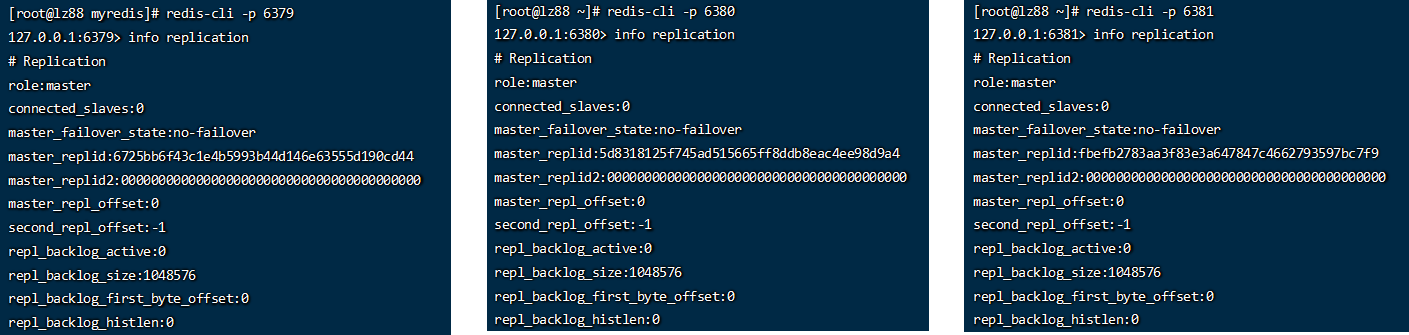 [root@lz88 myredis]# redis-cli -p 6379
127.0.0.1:6379> info replication
# Replication
role:master
connected_slaves:0
master_failover_state:no-failover
master_replid:6725bb6f43c1e4b5993b44d146e63555d190cd44
master_replid2:0000000000000000000000000000000000000000
master_repl_offset:0
second_repl_offset:-1
repl_backlog_active:0
repl_backlog_size:1048576
repl_backlog_first_byte_offset:0
repl_backlog_histlen:0
[root@lz88 ~]# redis-cli -p 6380
127.0.0.1:6380> info replication
# Replication
role:master
connected_slaves:0
master_failover_state:no-failover
master_replid:5d8318125f745ad515665ff8ddb8eac4ee98d9a4
master_replid2:0000000000000000000000000000000000000000
master_repl_offset:0
second_repl_offset:-1
repl_backlog_active:0
repl_backlog_size:1048576
repl_backlog_first_byte_offset:0
repl_backlog_histlen:0
[root@lz88 ~]# redis-cli -p 6381
127.0.0.1:6381> info replication
# Replication
role:master
connected_slaves:0
master_failover_state:no-failover
master_replid:fbefb2783aa3f83e3a647847c4662793597bc7f9
master_replid2:0000000000000000000000000000000000000000
master_repl_offset:0
second_repl_offset:-1
repl_backlog_active:0
repl_backlog_size:1048576
repl_backlog_first_byte_offset:0
repl_backlog_histlen:0